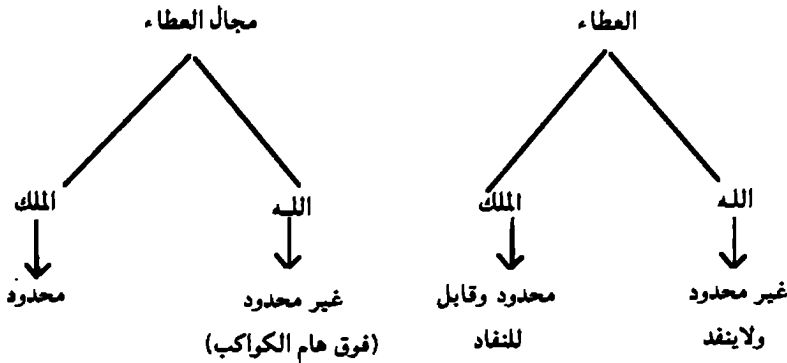 العطاء
مجال العطاء
الله
الملك
الله
الملك
غير محدود
ولاينفد
محدود وقابل
للنفاد
غير محدود
(فوق هام الكواكب)
محدود